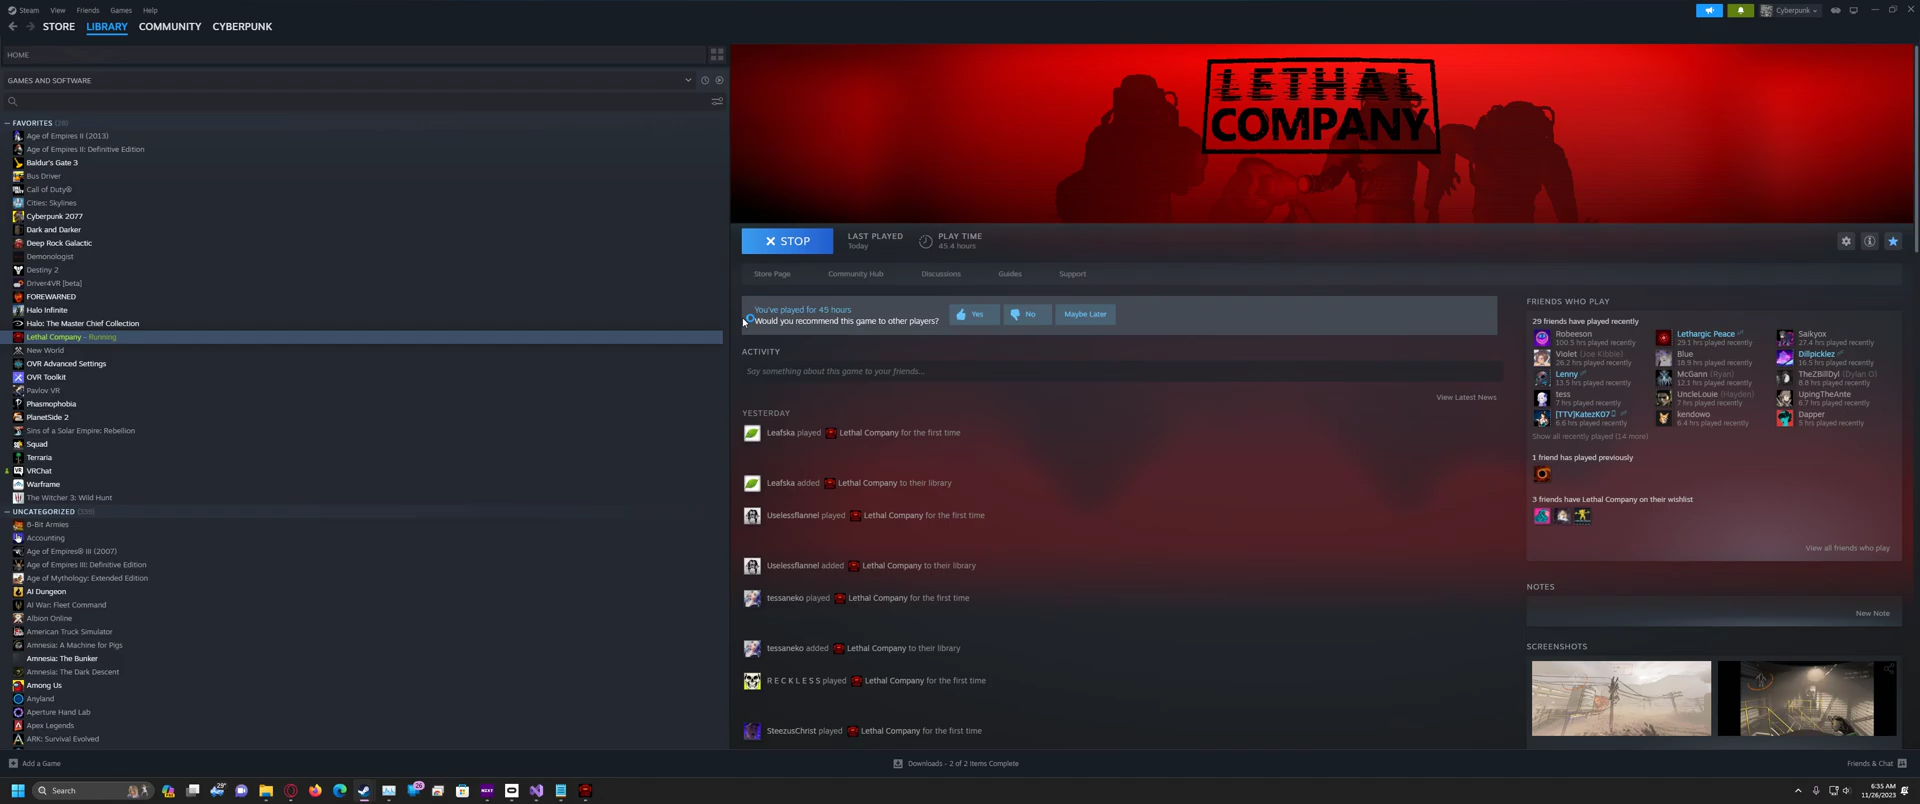 Steam View Friends Games Help
Cyberpunk
STORE LIBRARY COMMUNITY CYBERPUNK
HOME
GAMES AND SOFTWARE
FAVORITES (28)
Age of Empires II (2013)
Age of Empires II: Definitive Edition
Baldur's Gate 3
Bus Driver
Call of Duty®
Cities: Skylines
Cyberpunk 2077
Dark and Darker
Deep Rock Galactic
Demonologist
Destiny 2
Driver4VR [beta]
FOREWARNED
Halo Infinite
Halo: The Master Chief Collection
Lethal Company - Running
New World
OVR Advanced Settings
OVR Toolkit
Pavlov VR
Phasmophobia
PlanetSide 2
Sins of a Solar Empire: Rebellion
Squad
Terraria
VRChat
Warframe
The Witcher 3: Wild Hunt
UNCATEGORIZED (359)
8-Bit Armies
Accounting
Age of Empires® III (2007)
Age of Empires III: Definitive Edition
Age of Mythology: Extended Edition
AI Dungeon
AI War: Fleet Command
Albion Online
American Truck Simulator
Amnesia: A Machine for Pigs
Amnesia: The Bunker
Amnesia: The Dark Descent
Among Us
Anyland
Aperture Hand Lab
Apex Legends
ARK: Survival Evolved
LETHAL
COMPANY
STOP
LAST PLAYED
Today
PLAY TIME
45.4 hours
Store Page Community Hub Discussions Guides Support
You've played for 45 hours
Would you recommend this game to other players?
Yes No Maybe Later
ACTIVITY
Say something about this game to your friends...
View Latest News
YESTERDAY
Leafska played Lethal Company for the first time
Leafska added Lethal Company to their library
Uselessflannel played Lethal Company for the first time
Uselessflannel added Lethal Company to their library
tessaneko played Lethal Company for the first time
tessaneko added Lethal Company to their library
R E C K L E S S played Lethal Company for the first time
SteezusChrist played Lethal Company for the first time
FRIENDS WHO PLAY
29 friends have played recently
Robeeson
100.5 hrs played recently
Lethargic Peace
29.1 hrs played recently
Saikyox
27.4 hrs played recently
Violet (Joe Kibble)
26.2 hrs played recently
Blue
18.9 hrs played recently
Dillpicklez
16.5 hrs played recently
Lenny
13.5 hrs played recently
McGann (Ryan)
12.1 hrs played recently
TheZBillDyl (Dylan O)
8.8 hrs played recently
tess
7 hrs played recently
UncleLouie (Hayden)
7 hrs played recently
UpingTheAnte
6.7 hrs played recently
[TTV]KatezK07
6.6 hrs played recently
kendowo
6.4 hrs played recently
Dapper
5 hrs played recently
Show all recently played (14 more)
1 friend has played previously
3 friends have Lethal Company on their wishlist
View all friends who play
NOTES
New Note
SCREENSHOTS
Add a Game
Downloads - 2 of 2 Items Complete
Friends & Chat
Search
29°
26
NEXT
6:35 AM
11/26/2023